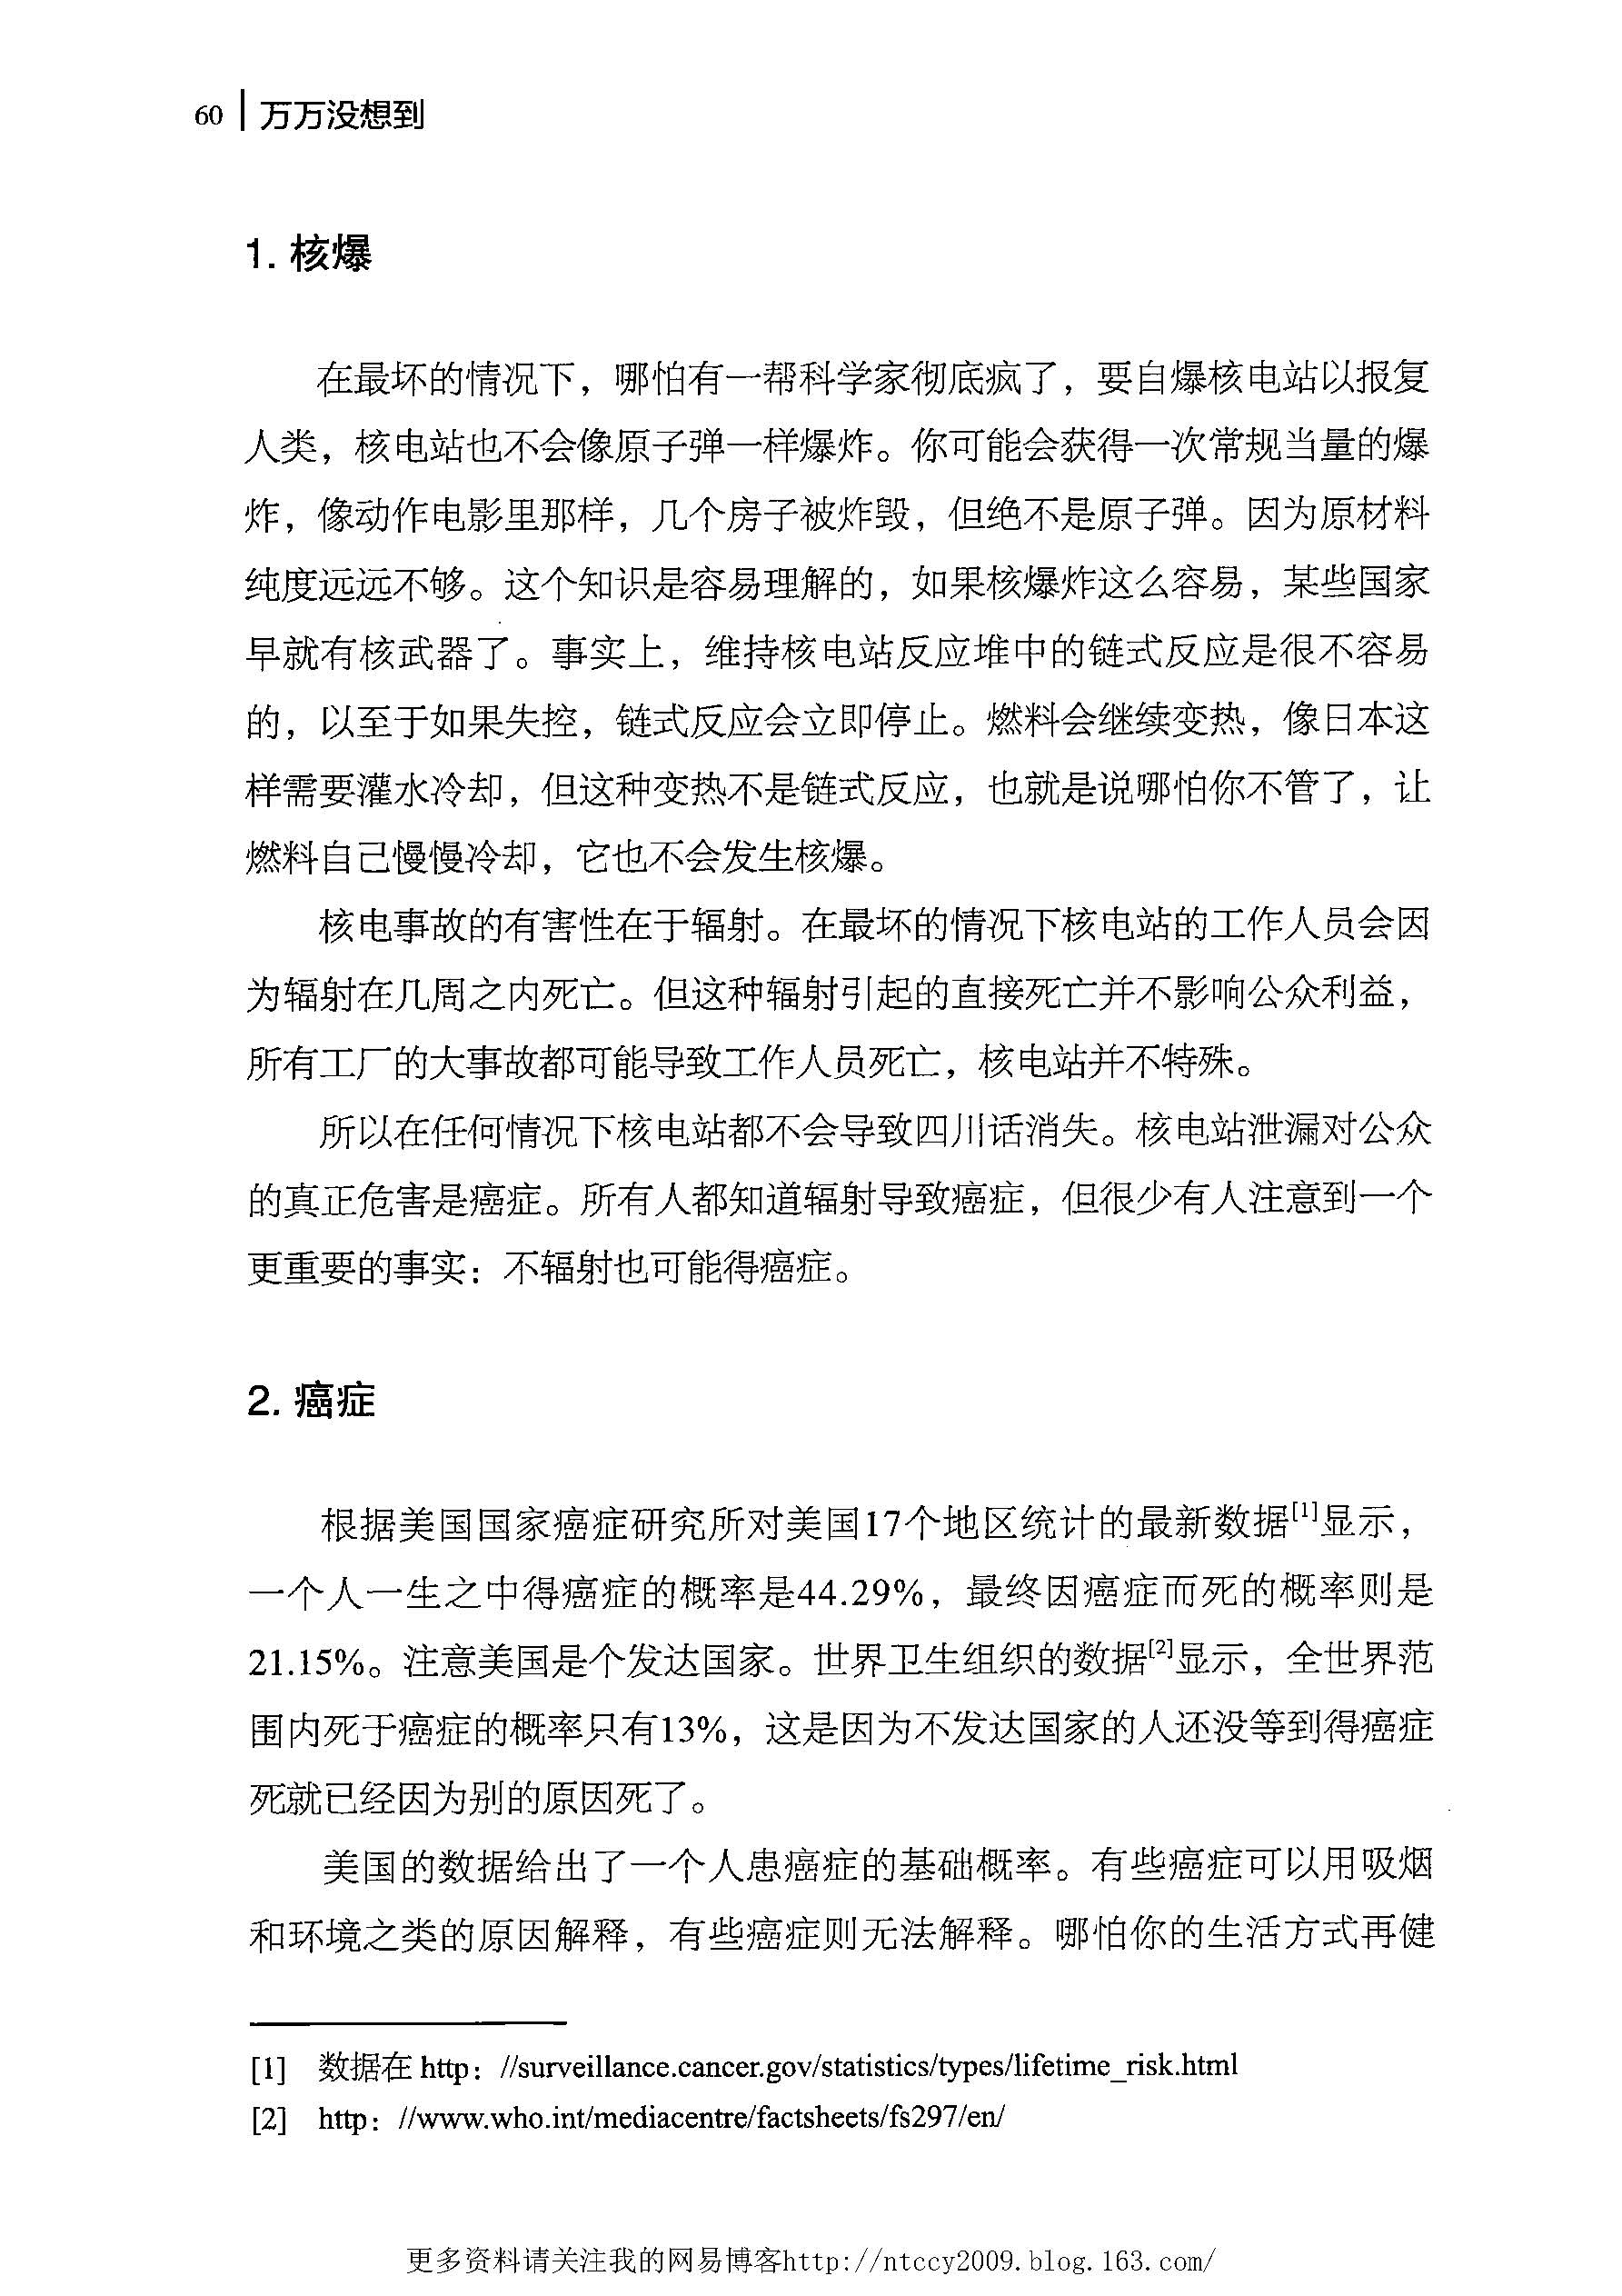 60 万万没想到
1. 核爆
在最坏的情况下，哪怕有一帮科学家彻底疯了，要自爆核电站以报复
人类，核电站也不会像原子弹一样爆炸。你可能会获得一次常规当量的爆
炸，像动作电影里那样，几个房子被炸毁，但绝不是原子弹。因为原材料
纯度远远不够。这个知识是容易理解的，如果核爆炸这么容易，某些国家
早就有核武器了。事实上，维持核电站反应堆中的链式反应是很不容易
的，以至于如果失控，链式反应会立即停止。燃料会继续变热，像日本这
样需要灌水冷却，但这种变热不是链式反应，也就是说哪怕你不管了，让
燃料自己慢慢冷却，它也不会发生核爆。
核电事故的有害性在于辐射。在最坏的情况下核电站的工作人员会因
为辐射在几周之内死亡。但这种辐射引起的直接死亡并不影响公众利益，
所有工厂的大事故都可能导致工作人员死亡，核电站并不特殊。
所以在任何情况下核电站都不会导致四川话消失。核电站泄漏对公众
的真正危害是癌症。所有人都知道辐射导致癌症，但很少有人注意到一个
更重要的事实：不辐射也可能得癌症。
2. 癌症
根据美国国家癌症研究所对美国17个地区统计的最新数据[1]显示，
一个人一生之中得癌症的概率是44.29%，最终因癌症而死的概率则是
21.15%。注意美国是个发达国家。世界卫生组织的数据[2]显示，全世界范
围内死于癌症的概率只有13%，这是因为不发达国家的人还没等到得癌症
死就已经因为别的原因死了。
美国的数据给出了一个人患癌症的基础概率。有些癌症可以用吸烟
和环境之类的原因解释，有些癌症则无法解释。哪怕你的生活方式再健
[1] 数据在 http：//surveillance.cancer.gov/statistics/types/lifetime_risk.html
[2] http：//www.who.int/mediacentre/factsheets/fs297/en/
更多资料请关注我的网易博客http://ntccy2009.blog.163.com/